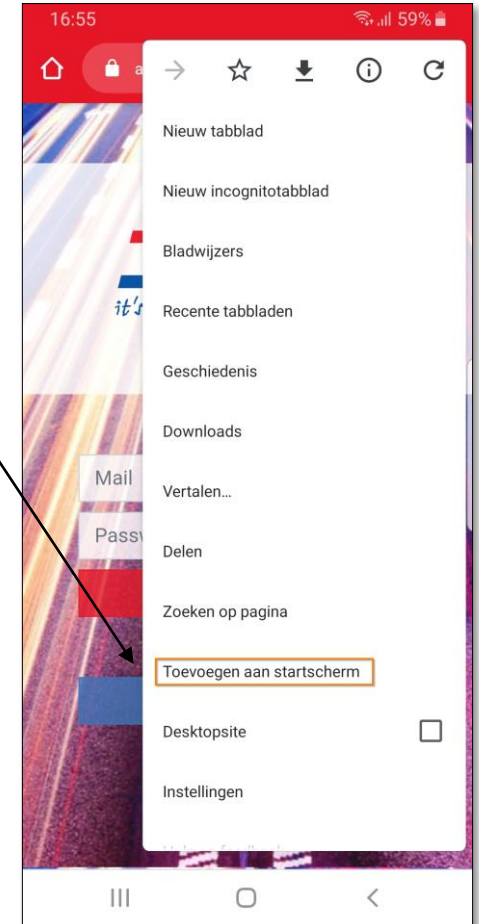 16:55 59%
a
Nieuw tabblad
Nieuw incognitotabblad
Bladwijzers
Recente tabbladen
it's
Geschiedenis
Downloads
Mail
Vertalen...
Passw
Delen
Zoeken op pagina
Toevoegen aan startscherm
Desktopsite
Instellingen